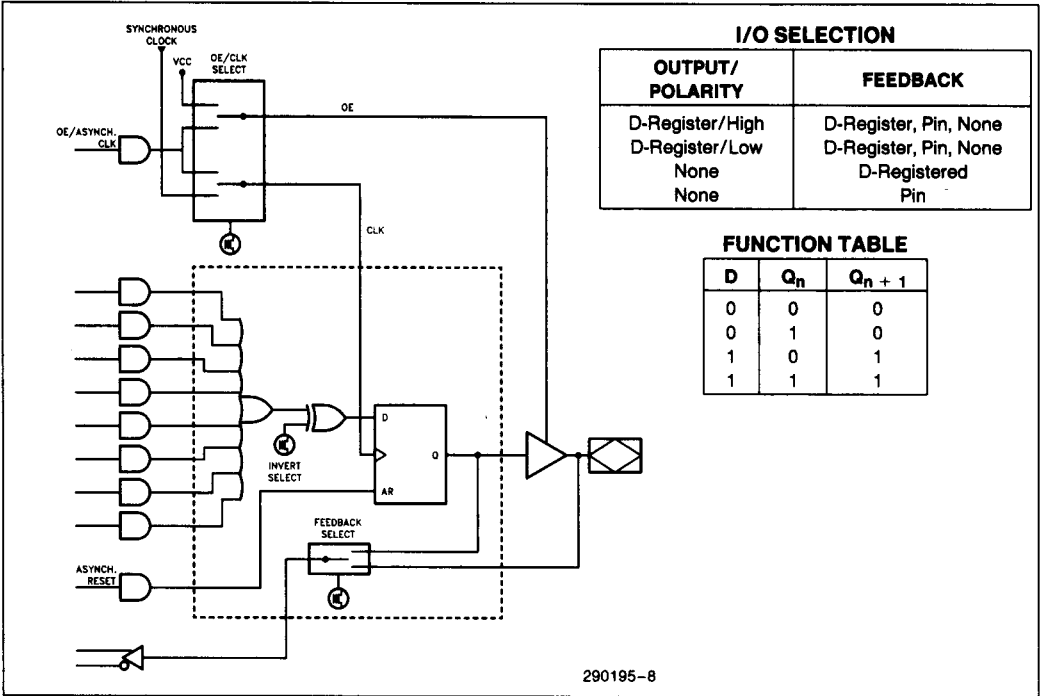 SYNCHRONOUS
CLOCK
VCC
OE/CLK
SELECT
OE
OE/ASYNCH.
CLK
CLK
D
Q
AR
INVERT
SELECT
FEEDBACK
SELECT
ASYNCH.
RESET
I/O SELECTION
OUTPUT/
POLARITY
FEEDBACK
D-Register/High D-Register, Pin, None
D-Register/Low D-Register, Pin, None
None D-Registered
None Pin
FUNCTION TABLE
D Qn Qn + 1
0 0 0
0 1 0
1 0 1
1 1 1
290195-8